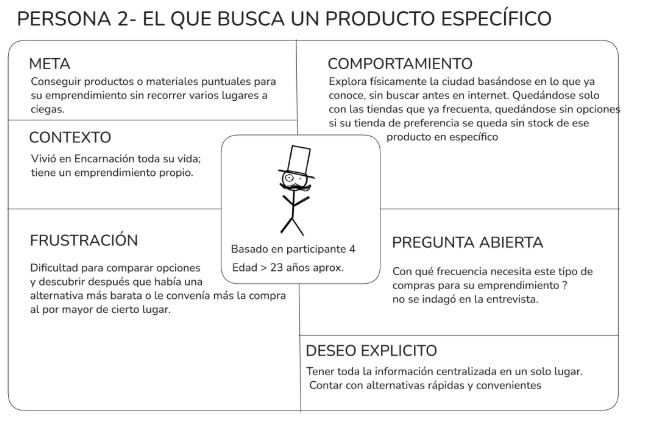 PERSONA 2- EL QUE BUSCA UN PRODUCTO ESPECÍFICO
META
Conseguir productos o materiales puntuales para
su emprendimiento sin recorrer varios lugares a
ciegas.
CONTEXTO
Vivió en Encarnación toda su vida;
tiene un emprendimiento propio.
COMPORTAMIENTO
Explora físicamente la ciudad basándose en lo que ya
conoce, sin buscar antes en internet. Quedándose solo
con las tiendas que ya frecuenta, quedándose sin opciones
si su tienda de preferencia se queda sin stock de ese
producto en específico
Basado en participante 4
Edad > 23 años aprox.
FRUSTRACIÓN
Dificultad para comparar opciones
y descubrir después que había una
alternativa más barata o le convenía más la compra
al por mayor de cierto lugar.
PREGUNTA ABIERTA
Con qué frecuencia necesita este tipo de
compras para su emprendimiento ?
no se indagó en la entrevista.
DESEO EXPLICITO
Tener toda la información centralizada en un solo lugar.
Contar con alternativas rápidas y convenientes